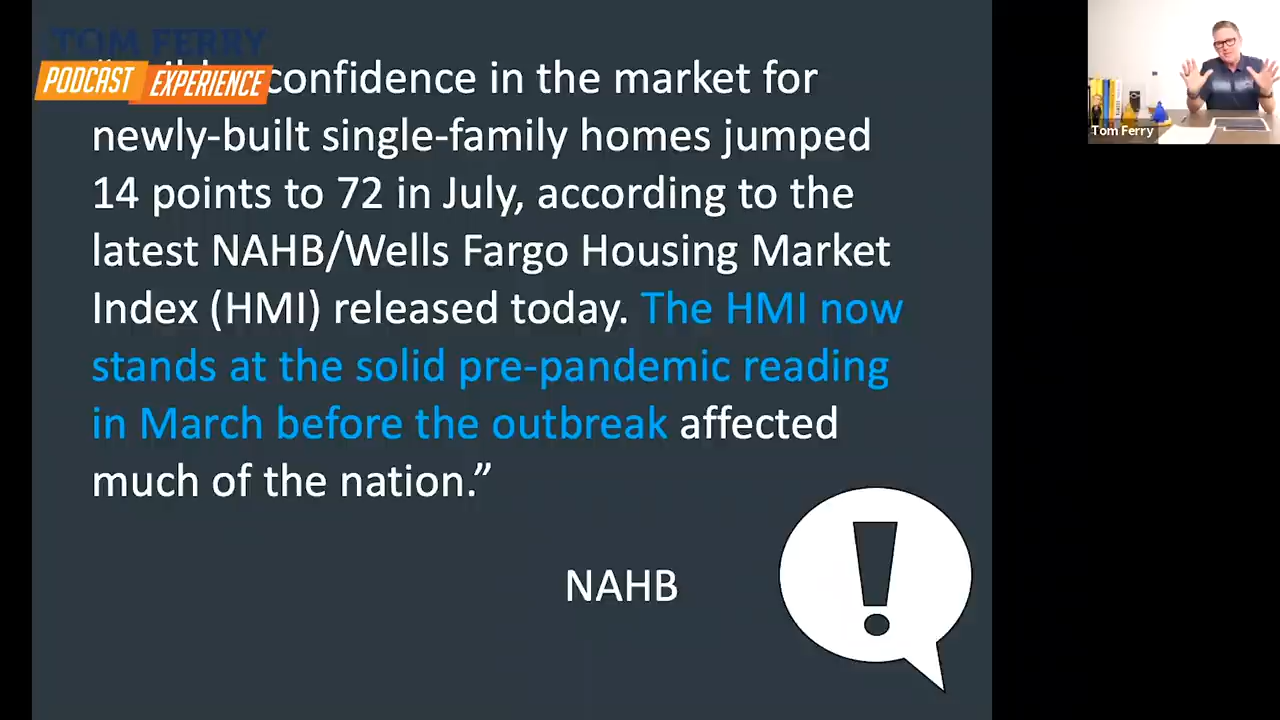 TOM FERRY
PODCAST EXPERIENCE
confidence in the market for
newly-built single-family homes jumped
14 points to 72 in July, according to the
latest NAHB/Wells Fargo Housing Market
Index (HMI) released today. The HMI now
stands at the solid pre-pandemic reading
in March before the outbreak affected
much of the nation.”
NAHB
!
Tom Ferry